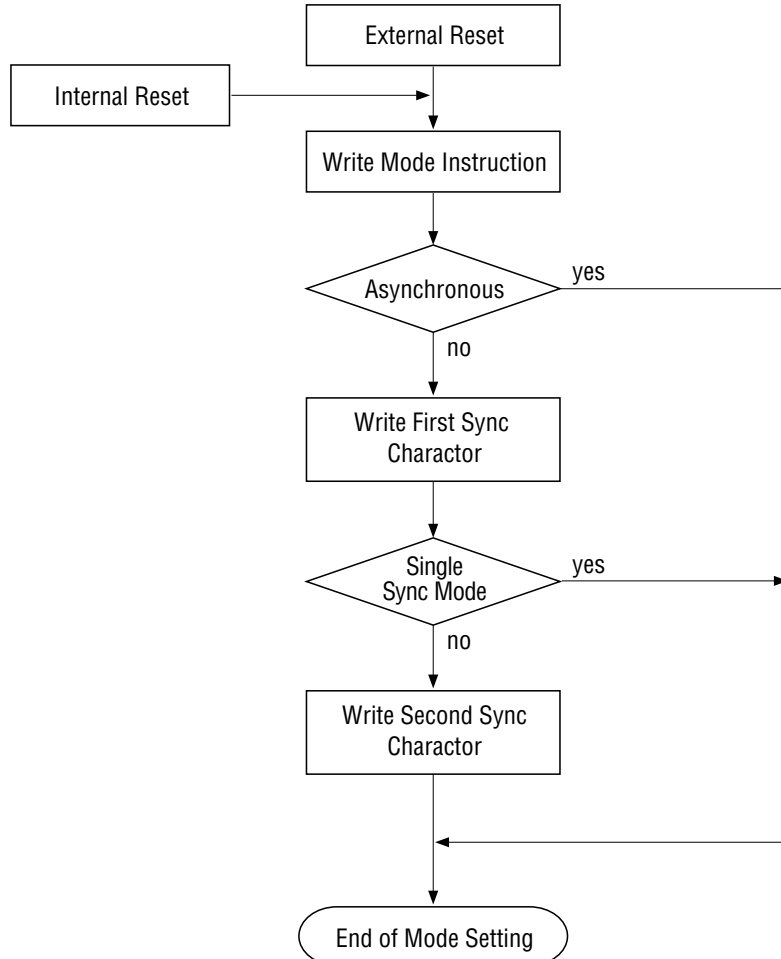 External Reset
Internal Reset
Write Mode Instruction
Asynchronous
yes
no
Write First Sync
Charactor
Single
Sync Mode
yes
no
Write Second Sync
Charactor
End of Mode Setting